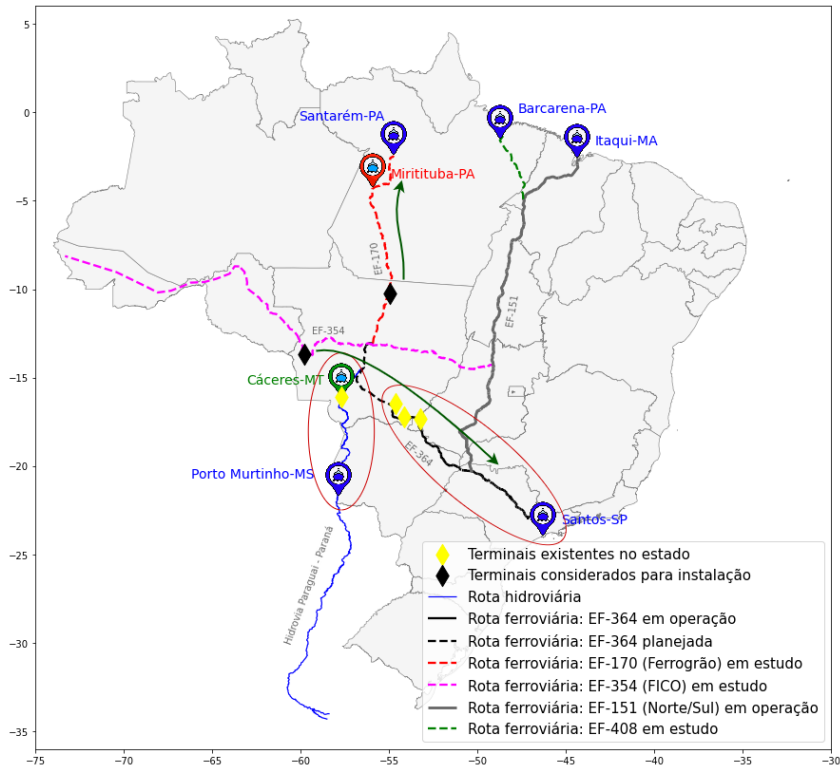 5
0
−5
−10
−15
−20
−25
−30
−35
−75
−70
−65
−60
−55
−50
−45
−40
−35
−30
Santarém-PA
Barcarena-PA
Itaqui-MA
Miritituba-PA
EF-170
EF-151
EF-354
Cáceres-MT
EF-364
Porto Murtinho-MS
Santos-SP
Hidrovia Paraguai - Paraná
Terminais existentes no estado
Terminais considerados para instalação
Rota hidroviária
Rota ferroviária: EF-364 em operação
Rota ferroviária: EF-364 planejada
Rota ferroviária: EF-170 (Ferrogrão) em estudo
Rota ferroviária: EF-354 (FICO) em estudo
Rota ferroviária: EF-151 (Norte/Sul) em operação
Rota ferroviária: EF-408 em estudo